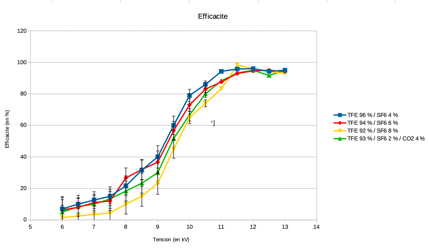 Efficacite
120
100
80
60
40
20
0
Efficacite (en %)
5 6 7 8 9 10 11 12 13 14
Tension (en kV)
TFE 96 % / SF6 4 %
TFE 94 % / SF6 6 %
TFE 92 % / SF6 8 %
TFE 93 % / SF6 2 % / CO2 4 %